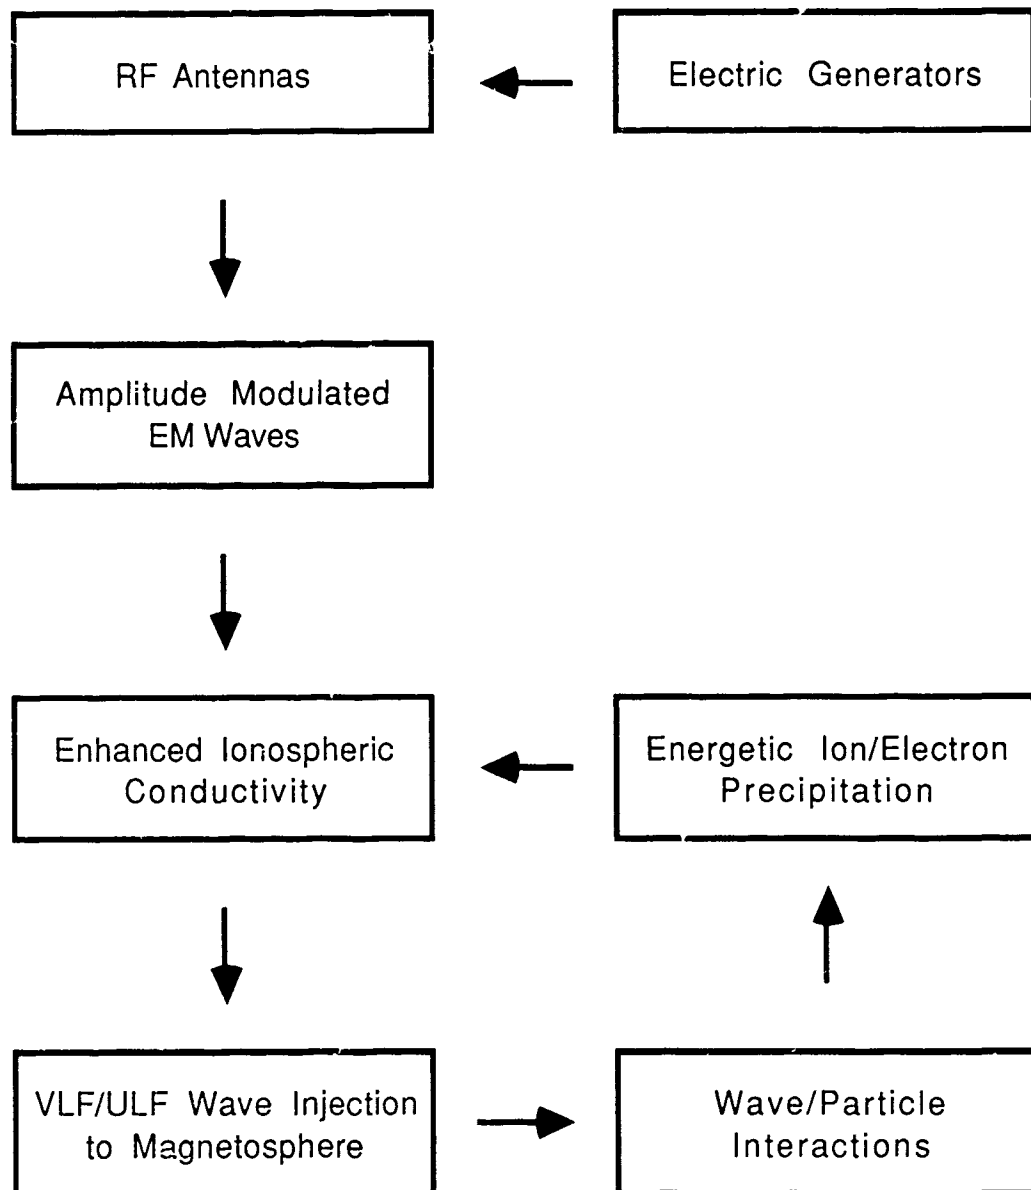 RF Antennas
Electric Generators
Amplitude Modulated
EM Waves
Enhanced Ionospheric
Conductivity
Energetic Ion/Electron
Precipitation
VLF/ULF Wave Injection
to Magnetosphere
Wave/Particle
Interactions